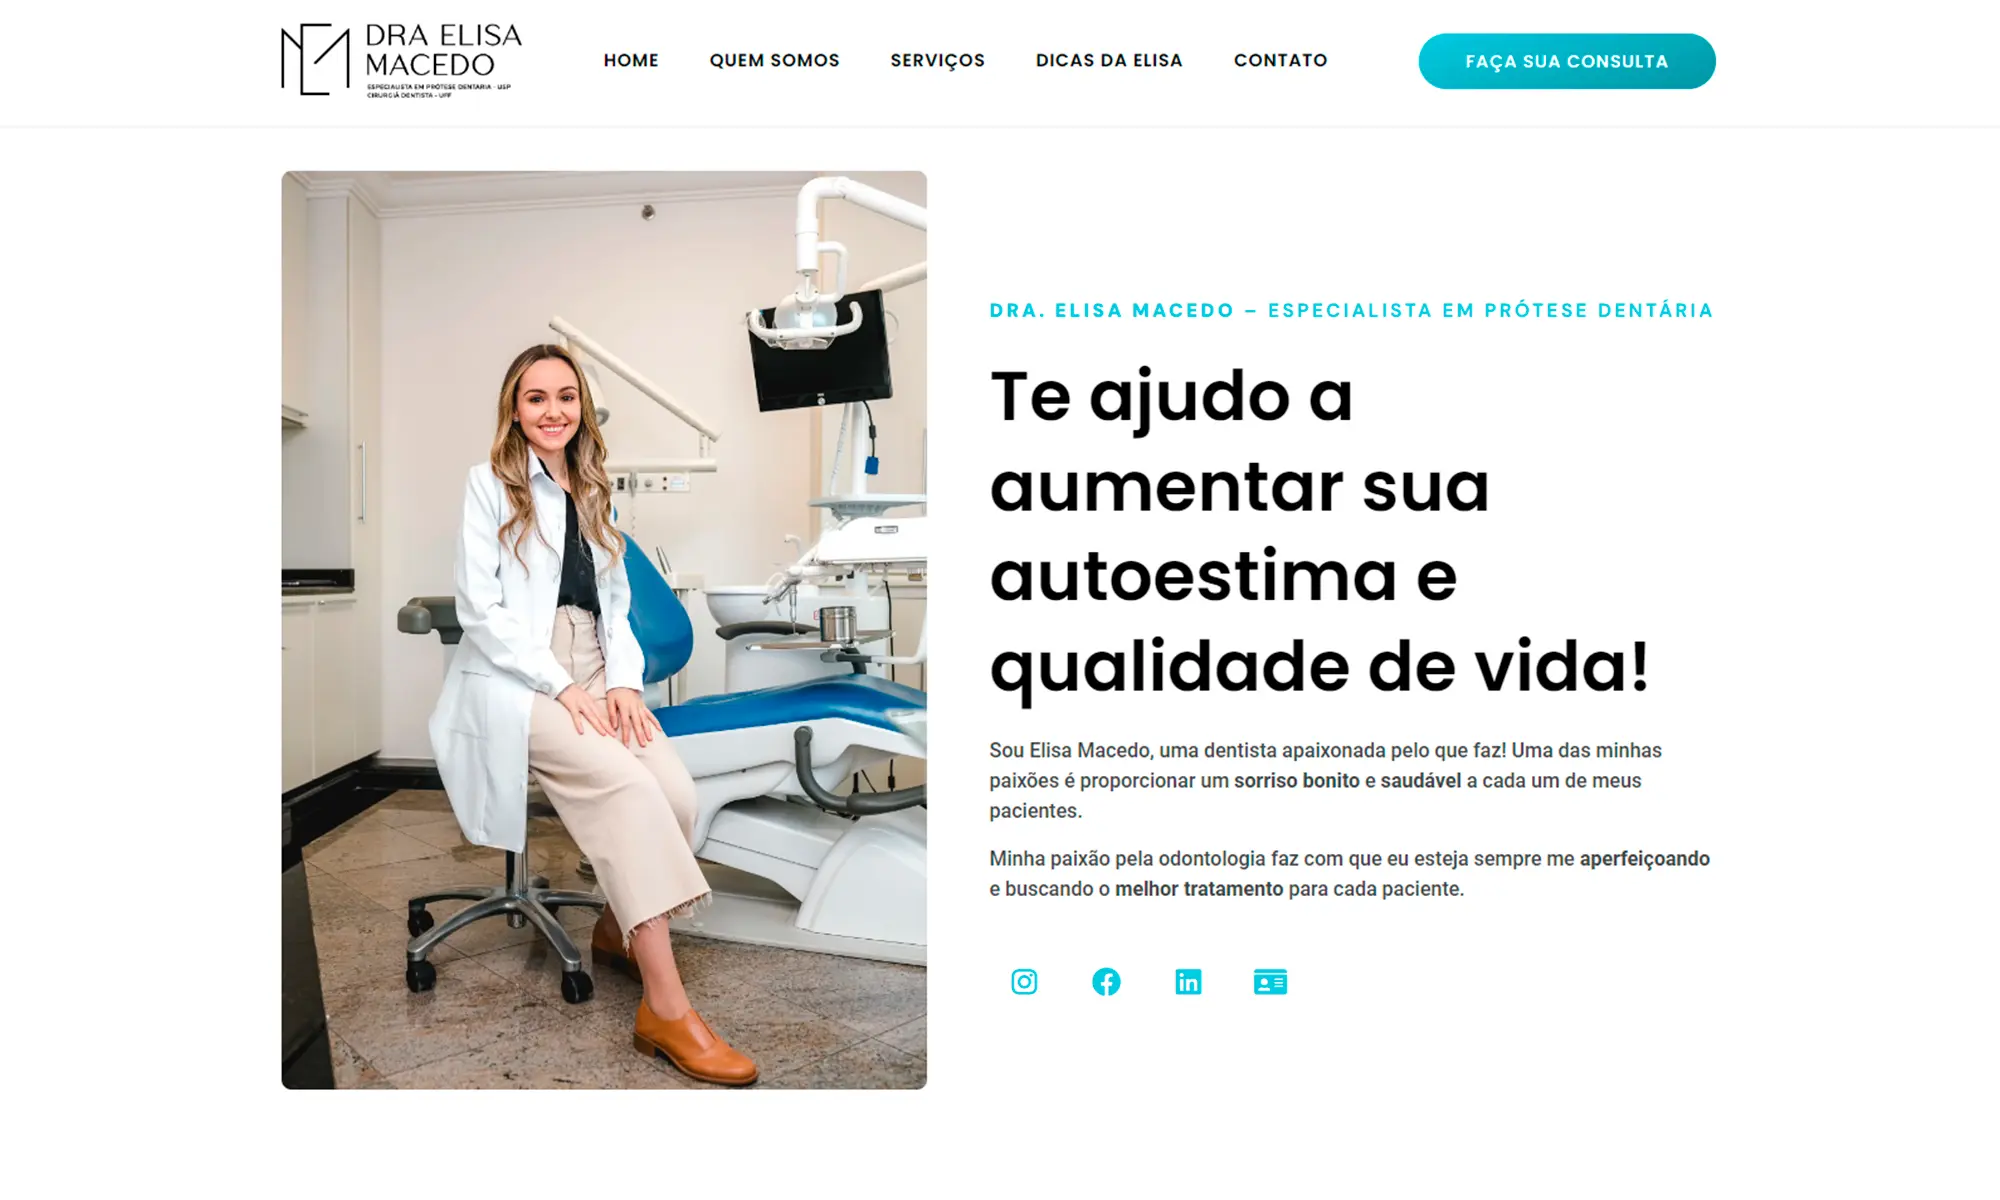 DRA ELISA
MACEDO
ESPECIALISTA EM PRÓTESE DENTÁRIA - USP
CIRURGIÃ DENTISTA - UFF
HOME
QUEM SOMOS
SERVIÇOS
DICAS DA ELISA
CONTATO
FAÇA SUA CONSULTA
DRA. ELISA MACEDO – ESPECIALISTA EM PRÓTESE DENTÁRIA
Te ajudo a
aumentar sua
autoestima e
qualidade de vida!
Sou Elisa Macedo, uma dentista apaixonada pelo que faz! Uma das minhas
paixões é proporcionar um sorriso bonito e saudável a cada um de meus
pacientes.
Minha paixão pela odontologia faz com que eu esteja sempre me aperfeiçoando
e buscando o melhor tratamento para cada paciente.